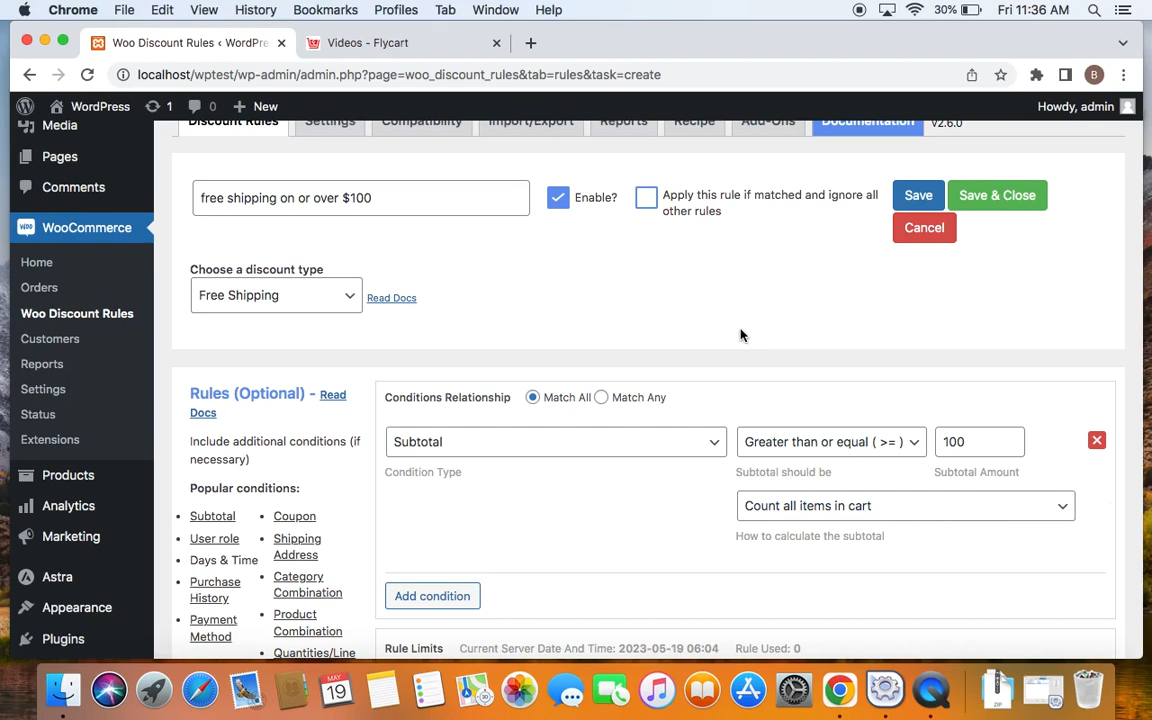 Chrome File Edit View History Bookmarks Profiles Tab Window Help 30% Fri 11:36 AM
Woo Discount Rules ‹ WordPre Videos - Flycart
localhost/wptest/wp-admin/admin.php?page=woo_discount_rules&tab=rules&task=create B
WordPress 1 0 New Howdy, admin
Media
Pages
Comments
WooCommerce
Home
Orders
Woo Discount Rules
Customers
Reports
Settings
Status
Extensions
Products
Analytics
Marketing
Astra
Appearance
Plugins
Discount Rules Settings Compatibility Import/Export Reports Recipe Add-Ons Documentation v2.6.0
free shipping on or over $100
Enable?
Apply this rule if matched and ignore all
other rules
Save Save & Close
Cancel
Choose a discount type
Free Shipping Read Docs
Rules (Optional) - Read
Docs
Include additional conditions (if
necessary)
Popular conditions:
Subtotal
User role
Days & Time
Purchase
History
Payment
Method
Coupon
Shipping
Address
Category
Combination
Product
Combination
Quantities/Line
Conditions Relationship Match All Match Any
Subtotal Greater than or equal ( >= ) 100
Condition Type Subtotal should be Subtotal Amount
Count all items in cart
How to calculate the subtotal
Add condition
Rule Limits Current Server Date And Time: 2023-05-19 06:04 Rule Used: 0
MAY
19
ZIP